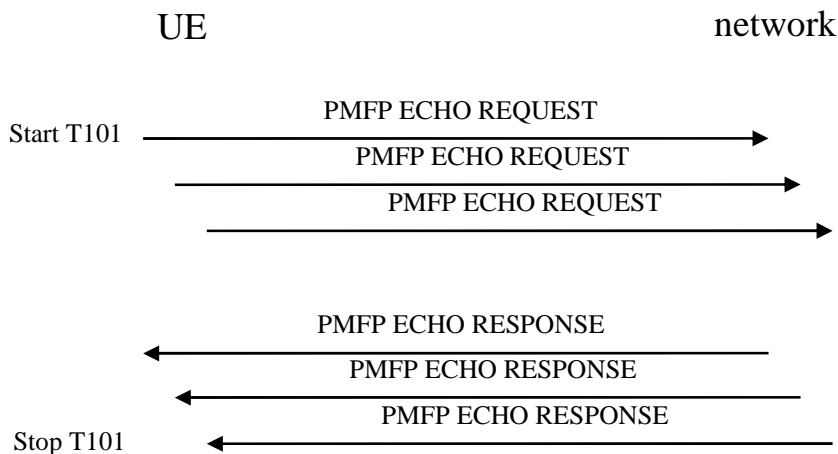 UE network
PMFP ECHO REQUEST
Start T101
PMFP ECHO REQUEST
PMFP ECHO REQUEST
PMFP ECHO RESPONSE
PMFP ECHO RESPONSE
PMFP ECHO RESPONSE
Stop T101